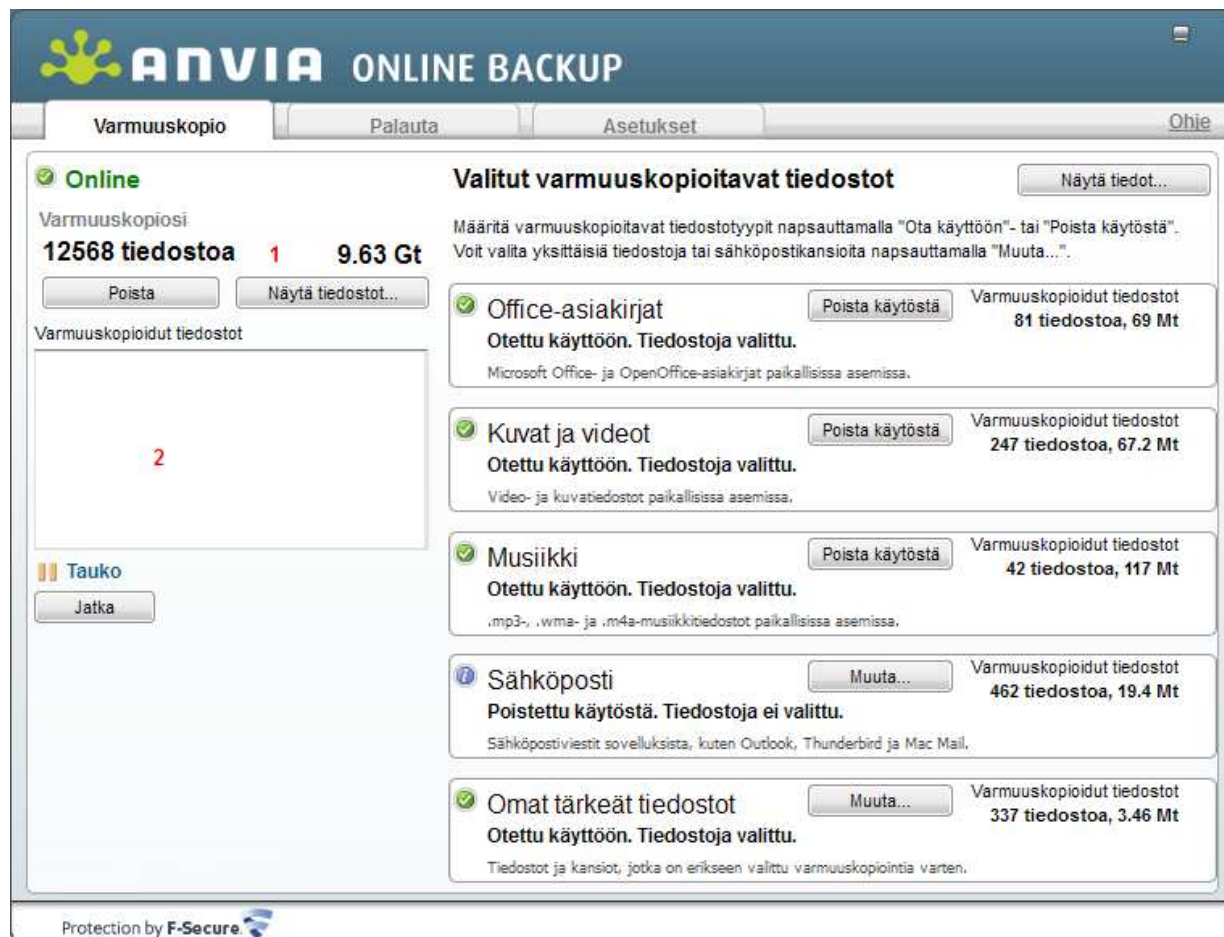 ANVIA ONLINE BACKUP
Varmuuskopio
Palauta
Asetukset
Ohje
Online
Varmuuskopiosi
12568 tiedostoa 1 9.63 Gt
Poista
Näytä tiedostot...
Varmuuskopioidut tiedostot
2
Tauko
Jatka
Valitut varmuuskopioitavat tiedostot
Näytä tiedot...
Määritä varmuuskopioitavat tiedostotyypit napsauttamalla "Ota käyttöön"- tai "Poista käytöstä".
Voit valita yksittäisiä tiedostoja tai sähköpostikansioita napsauttamalla "Muuta...".
Office-asiakirjat
Poista käytöstä
Varmuuskopioidut tiedostot
81 tiedostoa, 69 Mt
Otettu käyttöön. Tiedostoja valittu.
Microsoft Office- ja OpenOffice-asiakirjat paikallisissa asemissa.
Kuvat ja videot
Poista käytöstä
Varmuuskopioidut tiedostot
247 tiedostoa, 67.2 Mt
Otettu käyttöön. Tiedostoja valittu.
Video- ja kuvatiedostot paikallisissa asemissa.
Musiikki
Poista käytöstä
Varmuuskopioidut tiedostot
42 tiedostoa, 117 Mt
Otettu käyttöön. Tiedostoja valittu.
.mp3-, .wma- ja .m4a-musiikkitiedostot paikallisissa asemissa.
Sähköposti
Muuta...
Varmuuskopioidut tiedostot
462 tiedostoa, 19.4 Mt
Poistettu käytöstä. Tiedostoja ei valittu.
Sähköpostiviestit sovelluksista, kuten Outlook, Thunderbird ja Mac Mail.
Omat tärkeät tiedostot
Muuta...
Varmuuskopioidut tiedostot
337 tiedostoa, 3.46 Mt
Otettu käyttöön. Tiedostoja valittu.
Tiedostot ja kansiot, jotka on erikseen valittu varmuuskopiointia varten.
Protection by F-Secure.